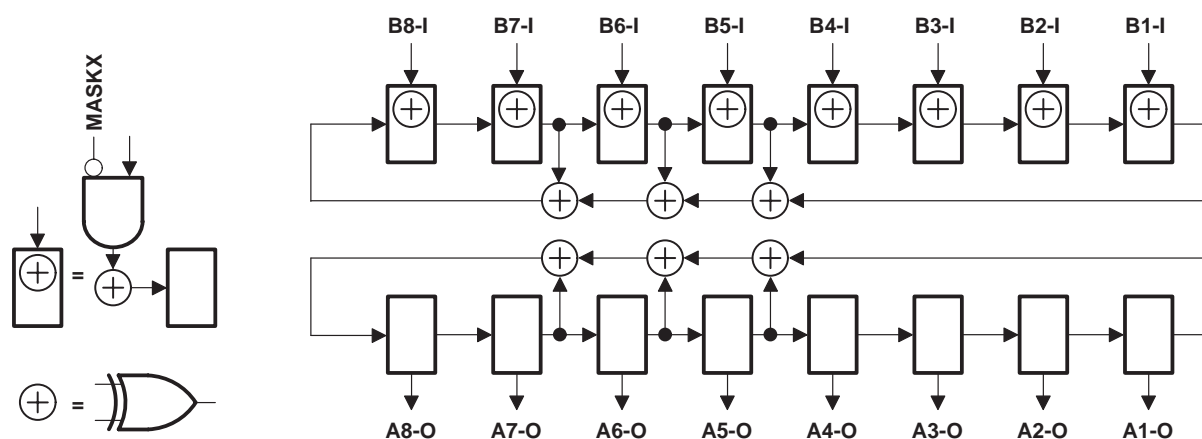 B8-I B7-I B6-I B5-I B4-I B3-I B2-I B1-I
MASKX
=
=
A8-O A7-O A6-O A5-O A4-O A3-O A2-O A1-O